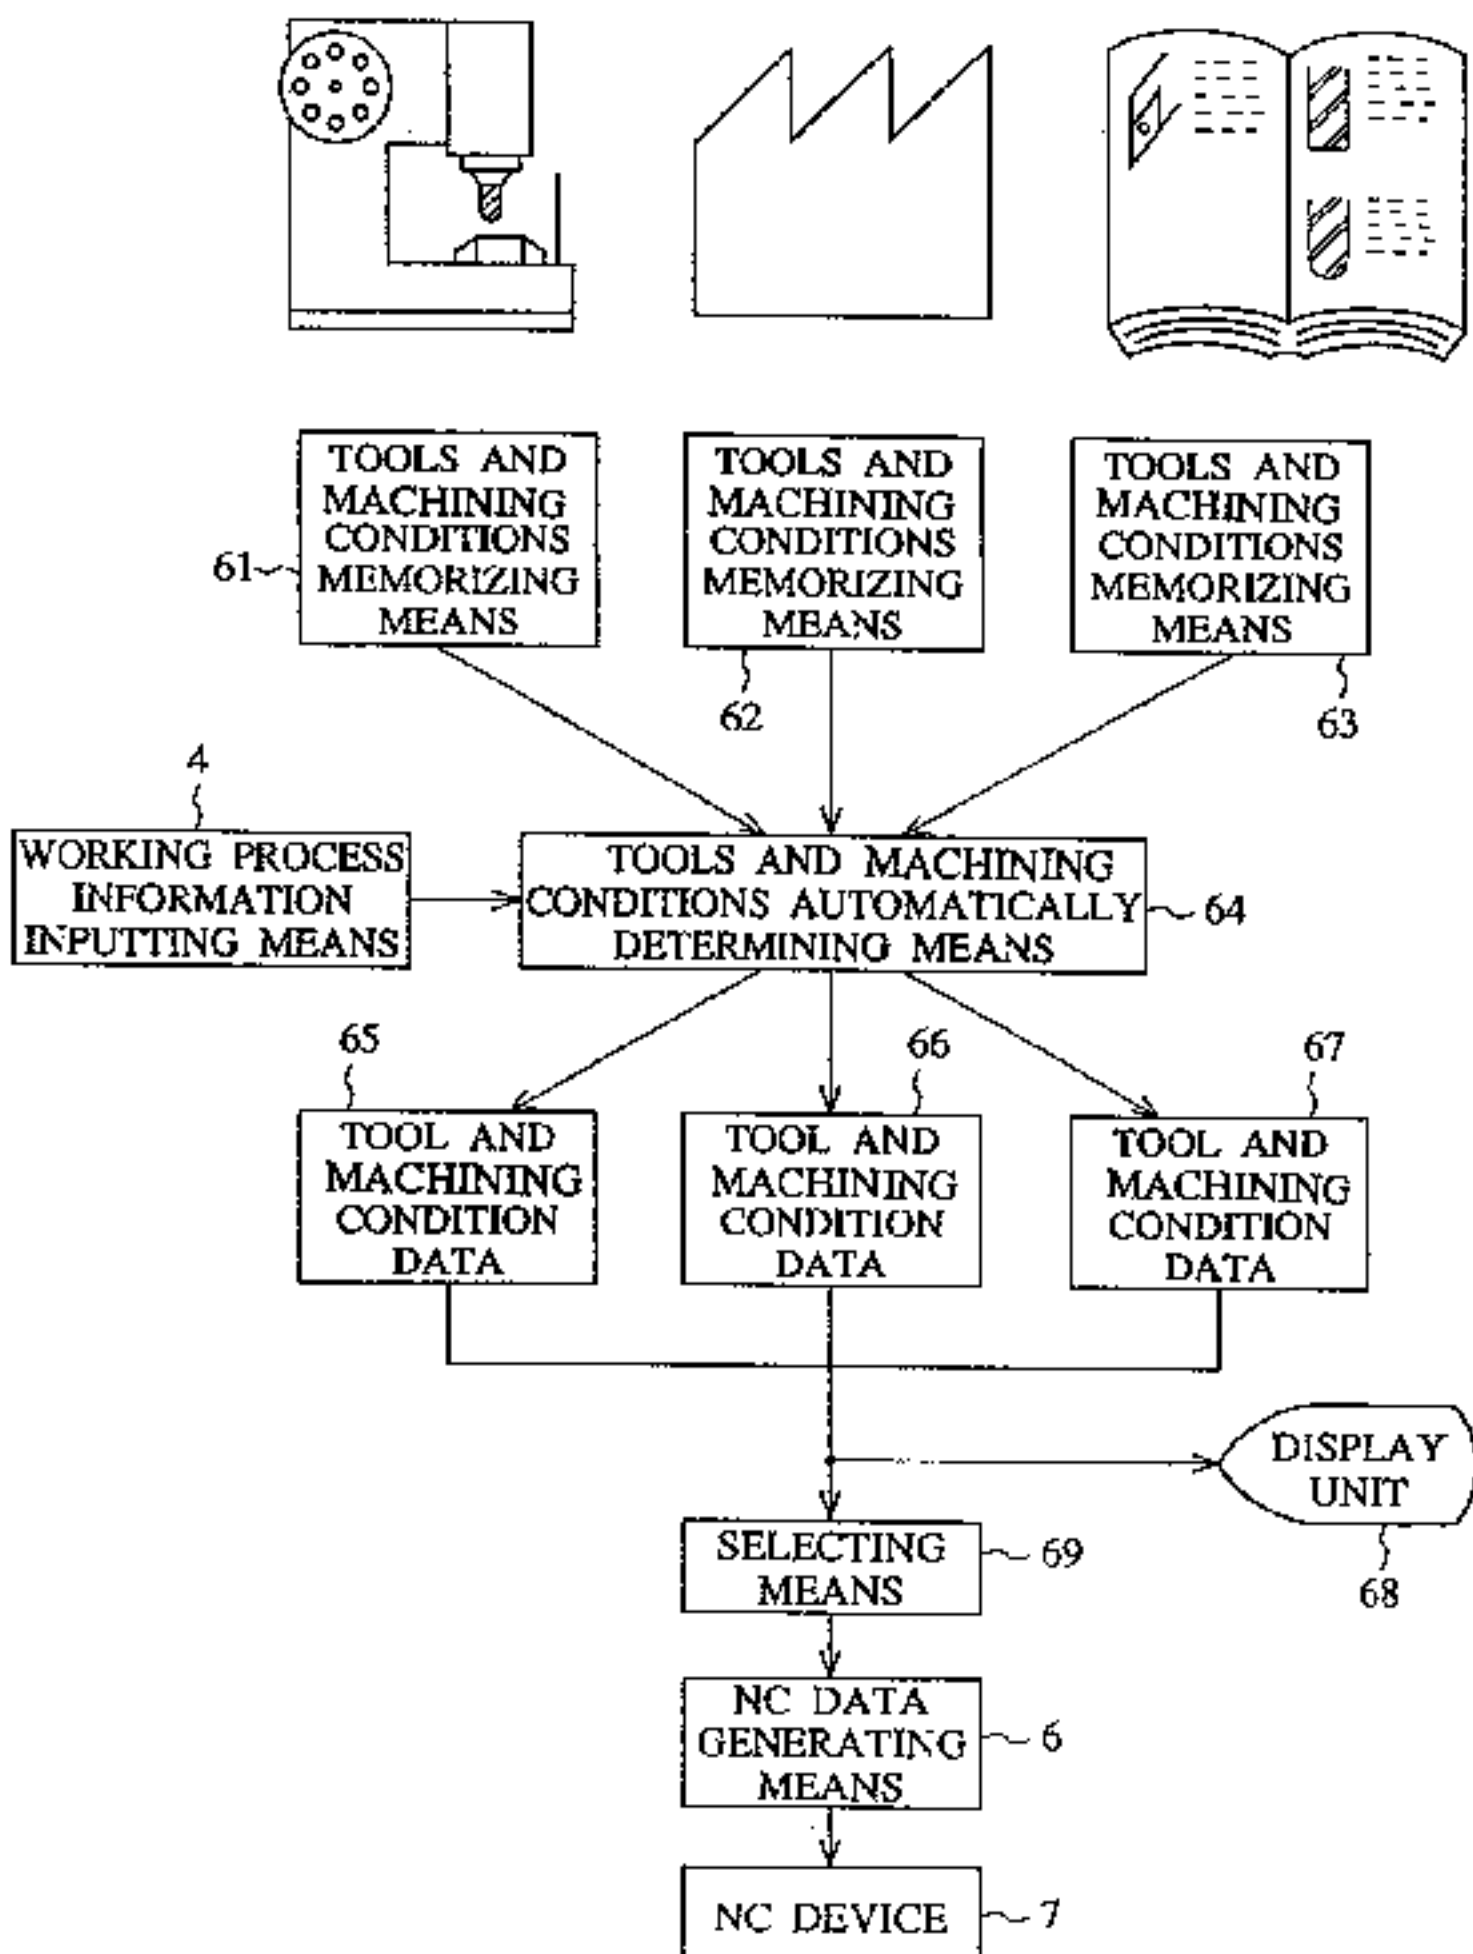 TOOLS AND
MACHINING
CONDITIONS
MEMORIZING
MEANS
61
TOOLS AND
MACHINING
CONDITIONS
MEMORIZING
MEANS
62
TOOLS AND
MACHINING
CONDITIONS
MEMORIZING
MEANS
63
4
WORKING PROCESS
INFORMATION
INPUTTING MEANS
TOOLS AND MACHINING
CONDITIONS AUTOMATICALLY
DETERMINING MEANS
64
65
TOOL AND
MACHINING
CONDITION
DATA
66
TOOL AND
MACHINING
CONDITION
DATA
67
TOOL AND
MACHINING
CONDITION
DATA
DISPLAY
UNIT
68
SELECTING
MEANS
69
NC DATA
GENERATING
MEANS
6
NC DEVICE
7